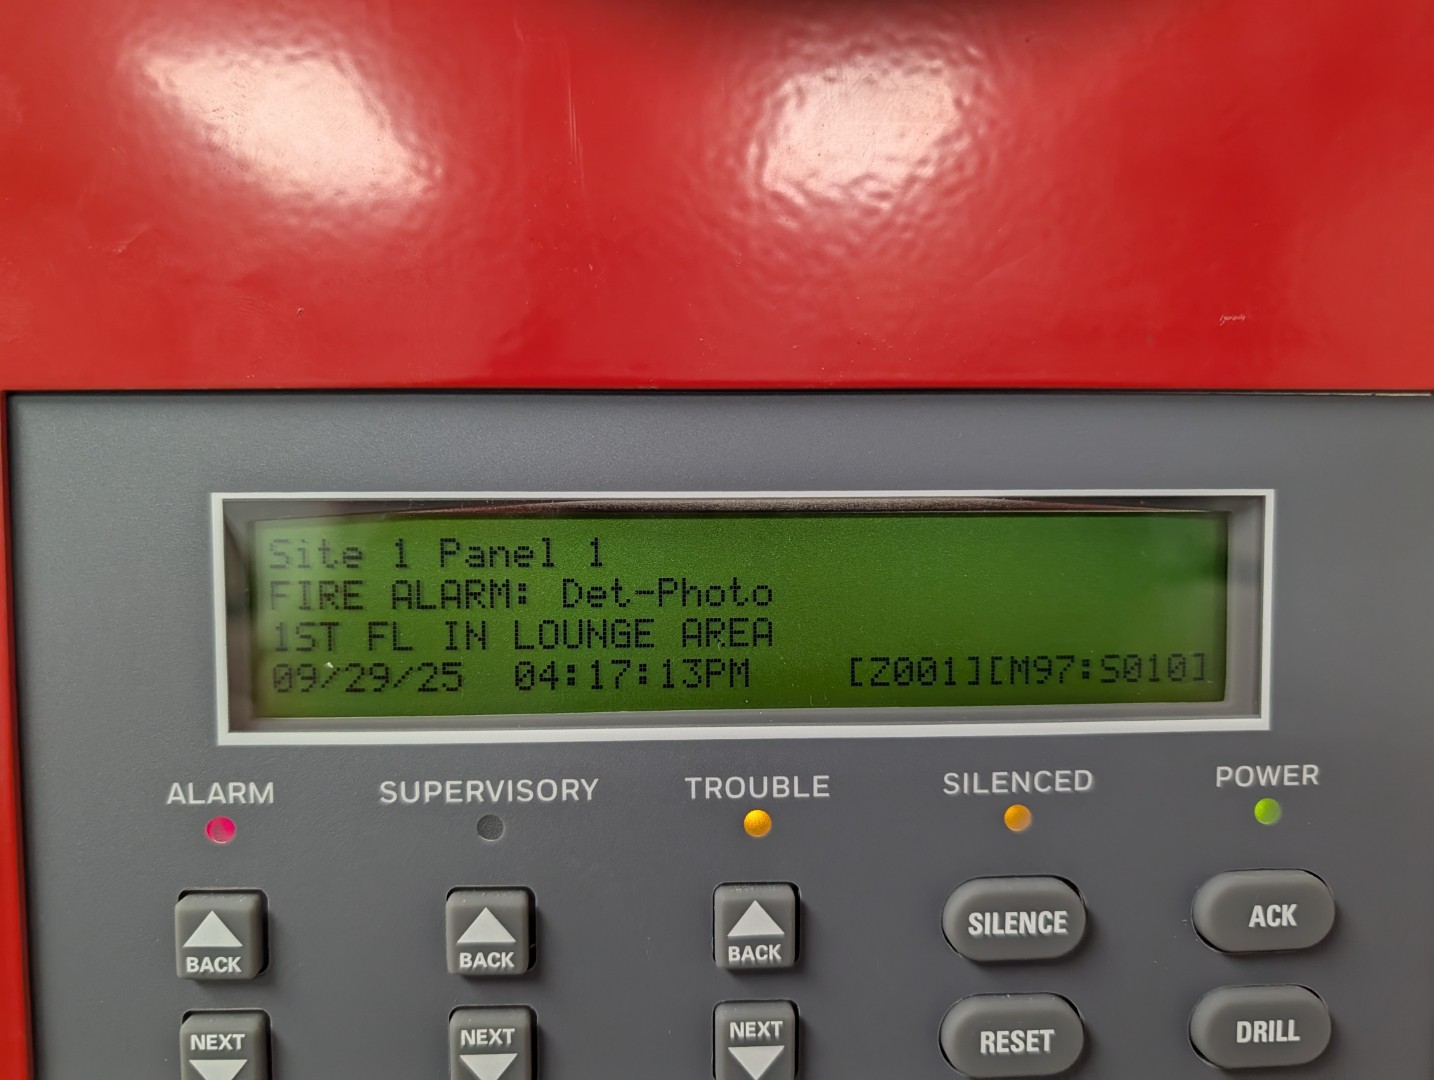 Site 1 Panel 1
FIRE ALARM: Det-Photo
1ST FL IN LOUNGE AREA
09/29/25 04:17:13PM [Z001][M97:S010]
ALARM SUPERVISORY TROUBLE SILENCED POWER
BACK BACK BACK SILENCE ACK
NEXT NEXT NEXT RESET DRILL